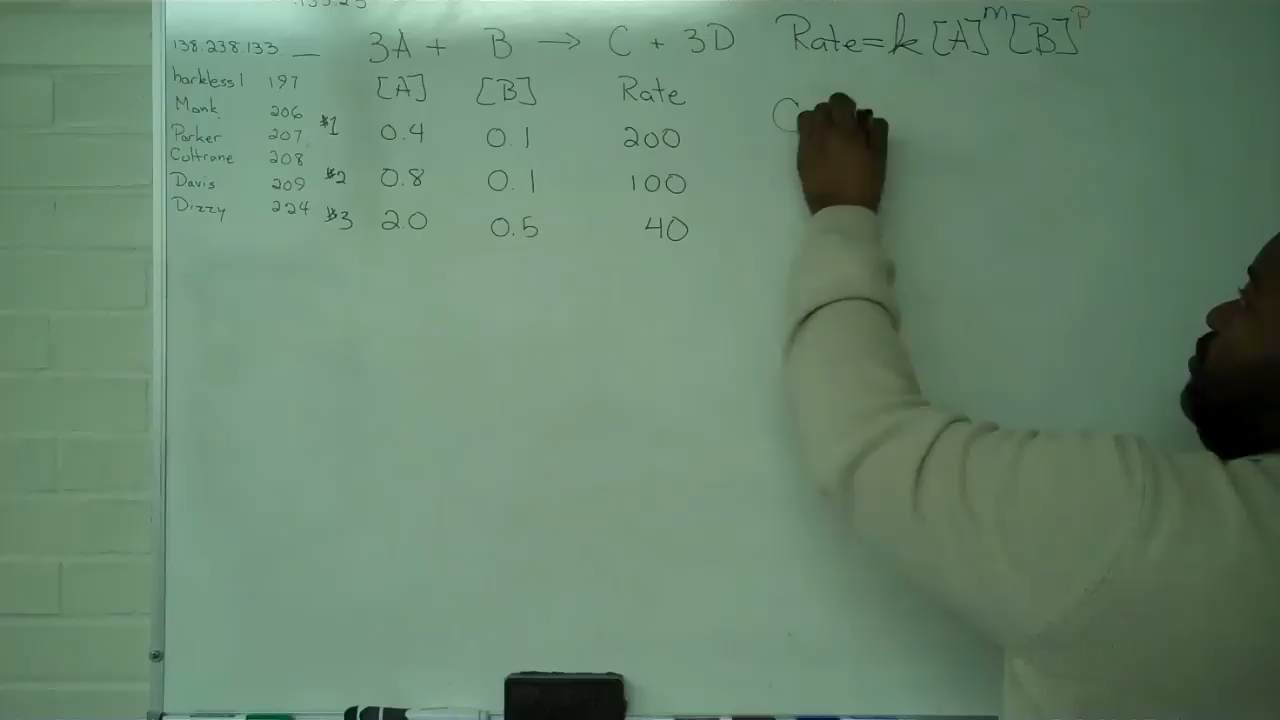 138.238.133. __
harkless1 197
Monk 206
Parker 207
Coltrane 208
Davis 209
Dizzy 224
3A + B → C + 3D
[A] [B] Rate
#1 0.4 0.1 200
#2 0.8 0.1 100
#3 2.0 0.5 40
Rate = k [A]^m [B]^p
C